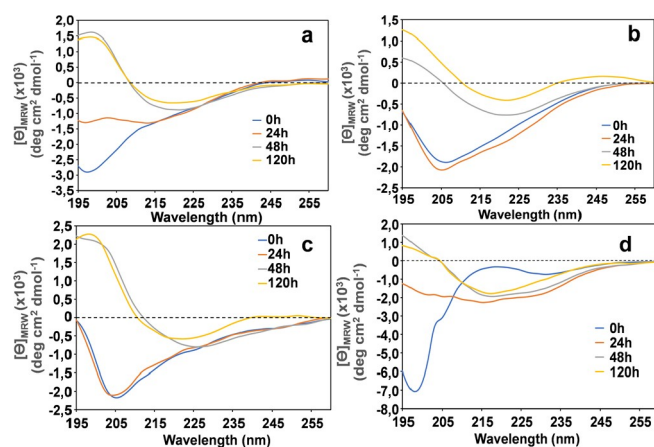 a
[Θ]MRW (x10³)
(deg cm² dmol⁻¹)
2,0
1,5
1,0
0,5
0
-0,5
-1,0
-1,5
-2,0
-2,5
-3,0
-3,5
0h
24h
48h
120h
195 205 215 225 235 245 255
Wavelength (nm)
b
[Θ]MRW (x10³)
(deg cm² dmol⁻¹)
1,5
1,0
0,5
0
-0,5
-1,0
-1,5
-2,0
-2,5
0h
24h
48h
120h
195 205 215 225 235 245 255
Wavelength (nm)
c
[Θ]MRW (x10³)
(deg cm² dmol⁻¹)
2,5
2,0
1,5
1,0
0,5
0
-0,5
-1,0
-1,5
-2,0
-2,5
0h
24h
48h
120h
195 205 215 225 235 245 255
Wavelength (nm)
d
[Θ]MRW (x10³)
(deg cm² dmol⁻¹)
2,0
1,0
0
-1,0
-2,0
-3,0
-4,0
-5,0
-6,0
-7,0
-8,0
0h
24h
48h
120h
195 205 215 225 235 245 255
Wavelength (nm)